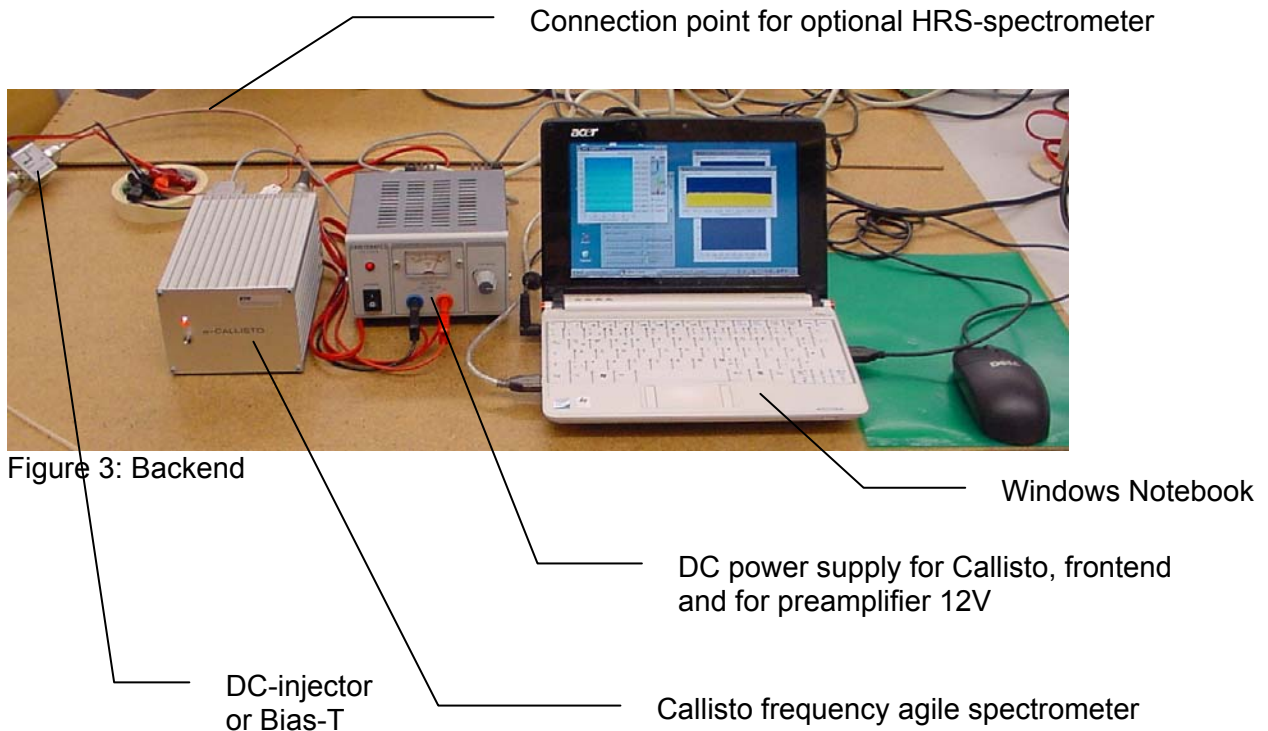 Connection point for optional HRS-spectrometer
acer
e-CALLISTO
DELL
Figure 3: Backend
Windows Notebook
DC power supply for Callisto, frontend
and for preamplifier 12V
DC-injector
or Bias-T
Callisto frequency agile spectrometer